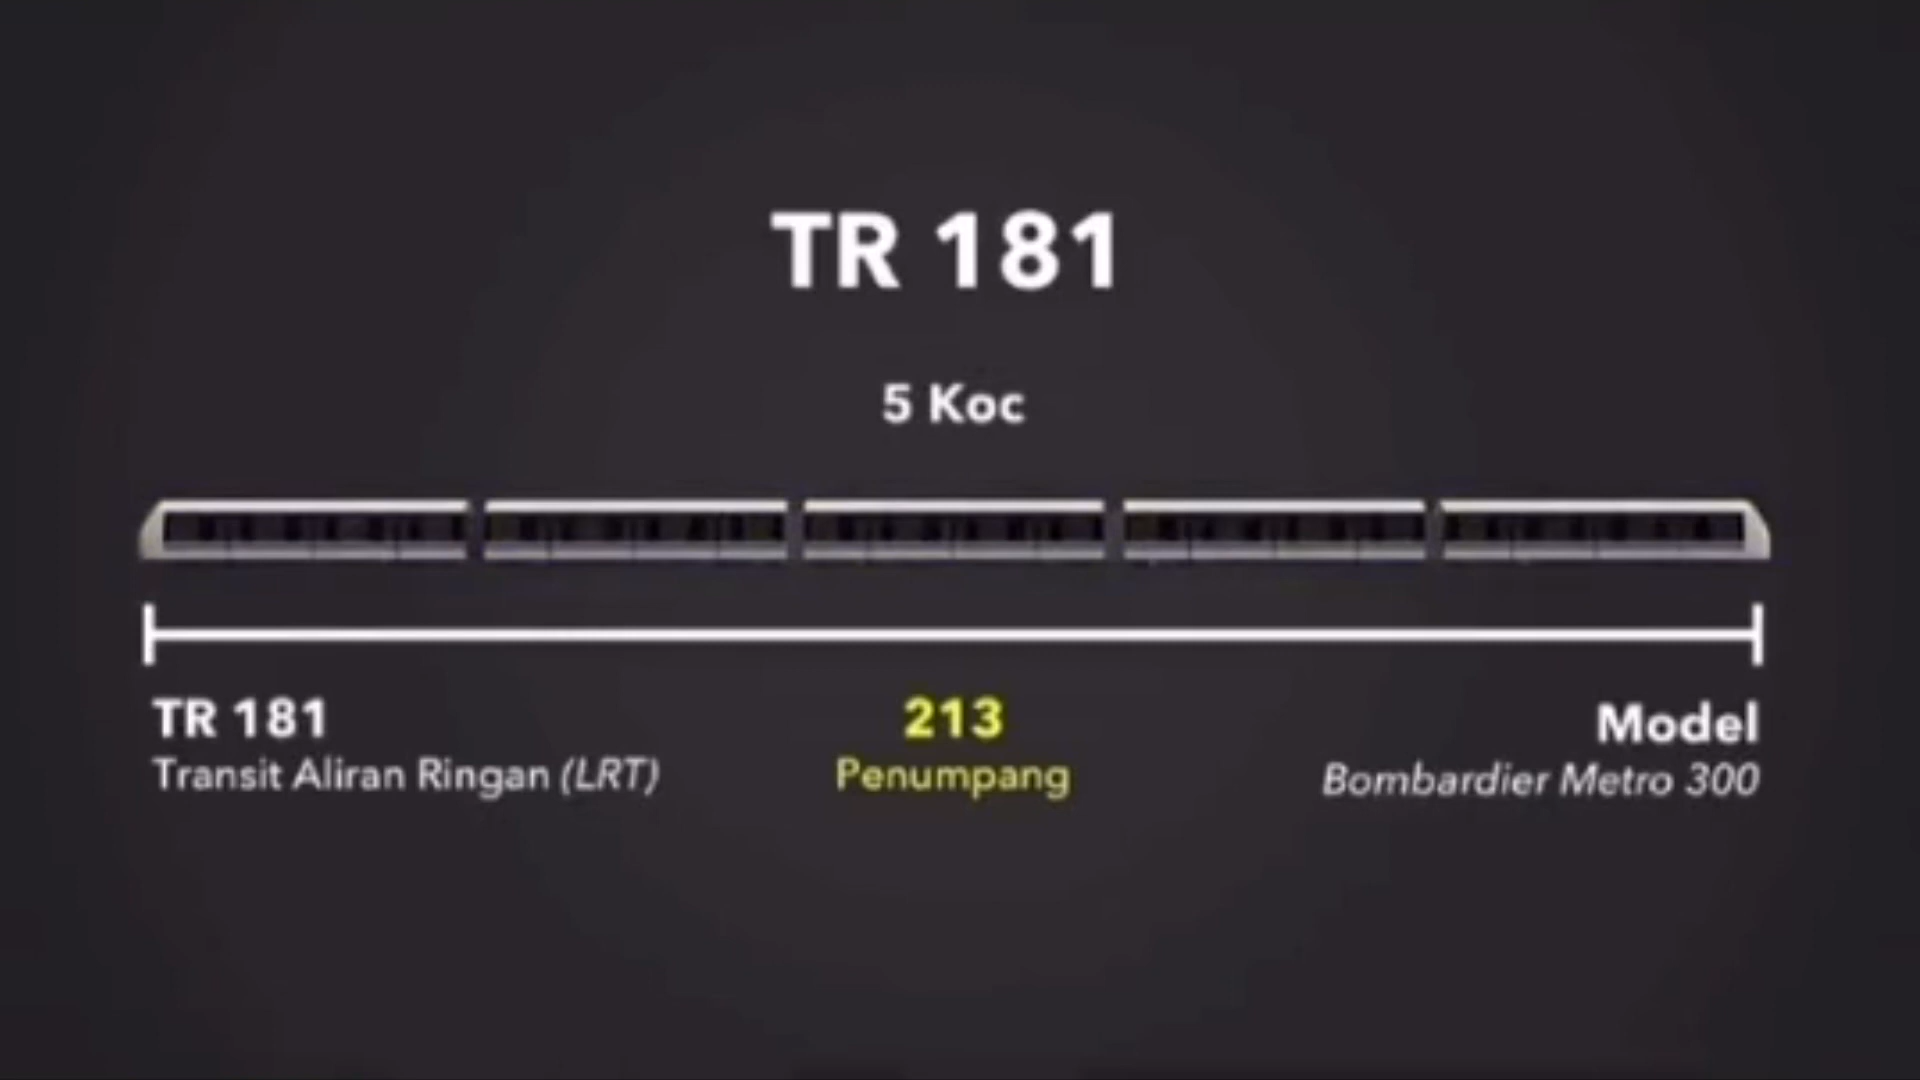 TR 181
5 Koc
TR 181
Transit Aliran Ringan (LRT)
213
Penumpang
Model
Bombardier Metro 300